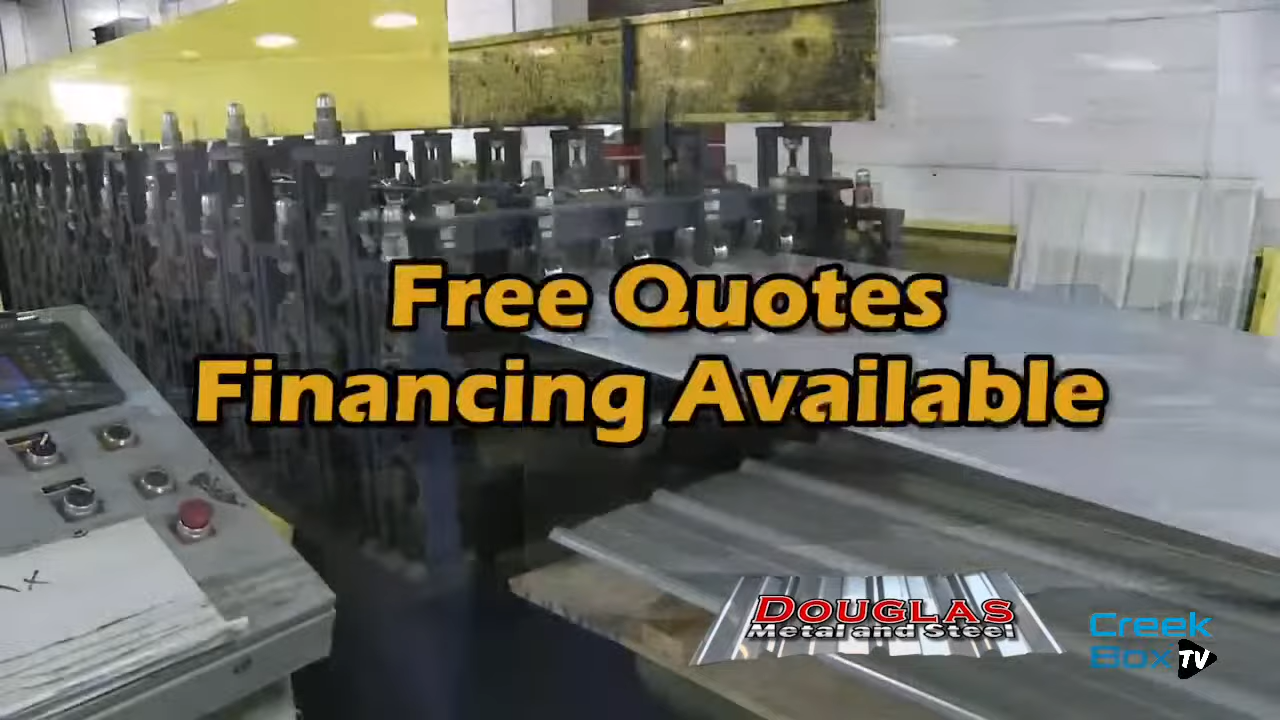 Free Quotes
Financing Available
DOUGLAS
Metal and Steel
Creek
Box TV